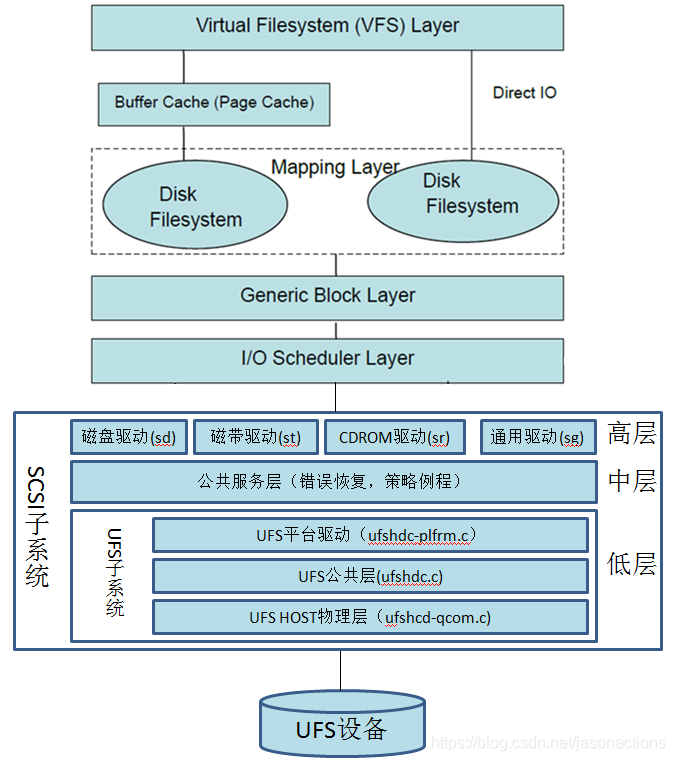 Virtual Filesystem (VFS) Layer
Buffer Cache (Page Cache)
Direct IO
Mapping Layer
Disk
Filesystem
Disk
Filesystem
Generic Block Layer
I/O Scheduler Layer
磁盘驱动(sd)
磁带驱动(st)
CDROM驱动(sr)
通用驱动(sg)
高层
SCSI子系统
公共服务层（错误恢复，策略例程）
中层
UFS子系统
UFS平台驱动（ufshdc-plfrm.c）
UFS公共层(ufshdc.c)
UFS HOST物理层（ufshcd-qcom.c)
低层
UFS设备
https://blog.csdn.net/jasonactions